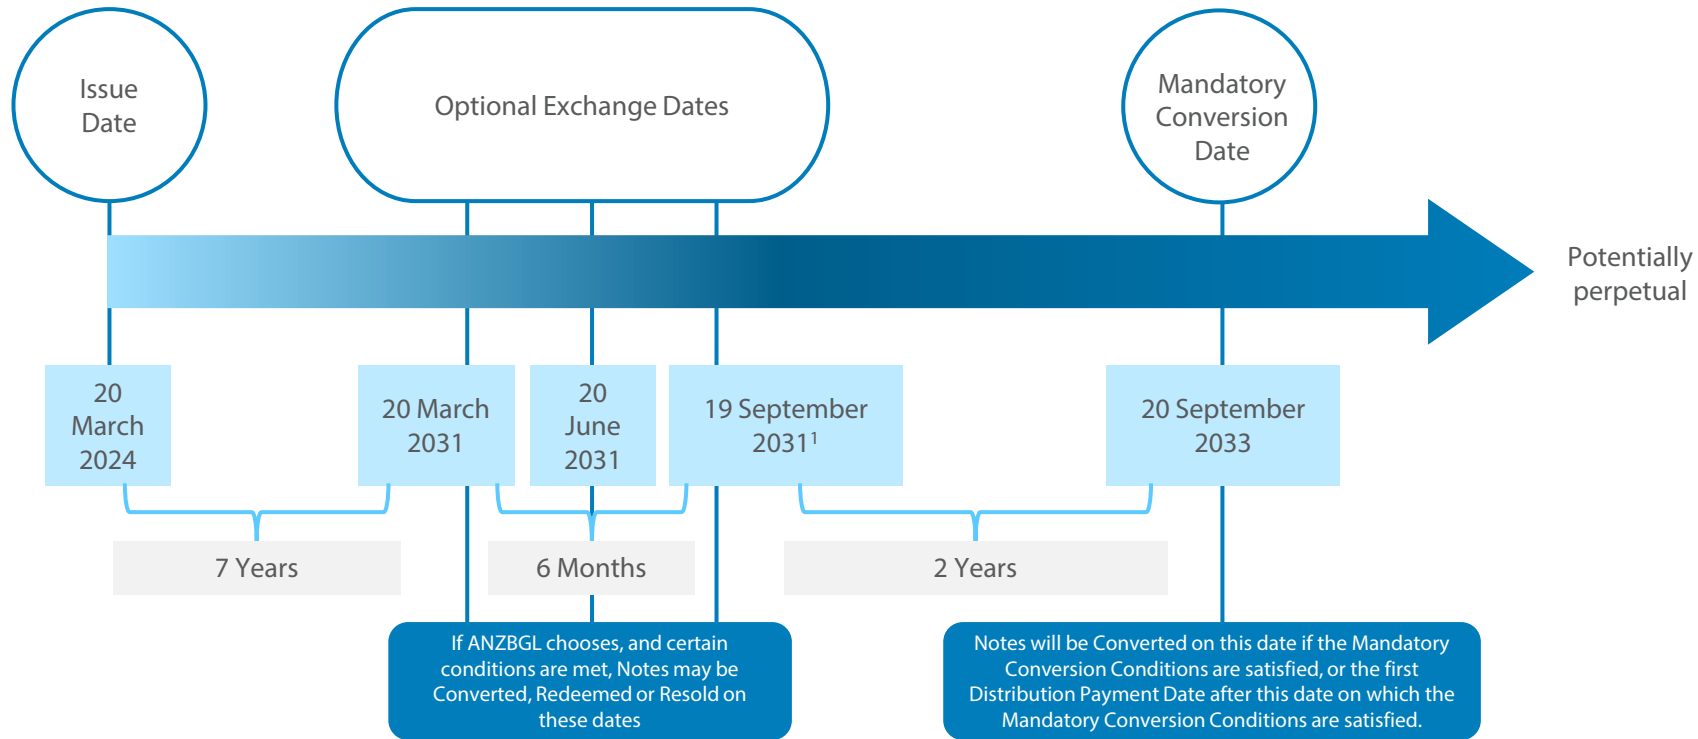 Issue
Date
Optional Exchange Dates
Mandatory
Conversion
Date
Potentially
perpetual
20
March
2024
20 March
2031
20
June
2031
19 September
2031¹
20 September
2033
7 Years
6 Months
2 Years
If ANZBGL chooses, and certain
conditions are met, Notes may be
Converted, Redeemed or Resold on
these dates
Notes will be Converted on this date if the Mandatory
Conversion Conditions are satisfied, or the first
Distribution Payment Date after this date on which the
Mandatory Conversion Conditions are satisfied.